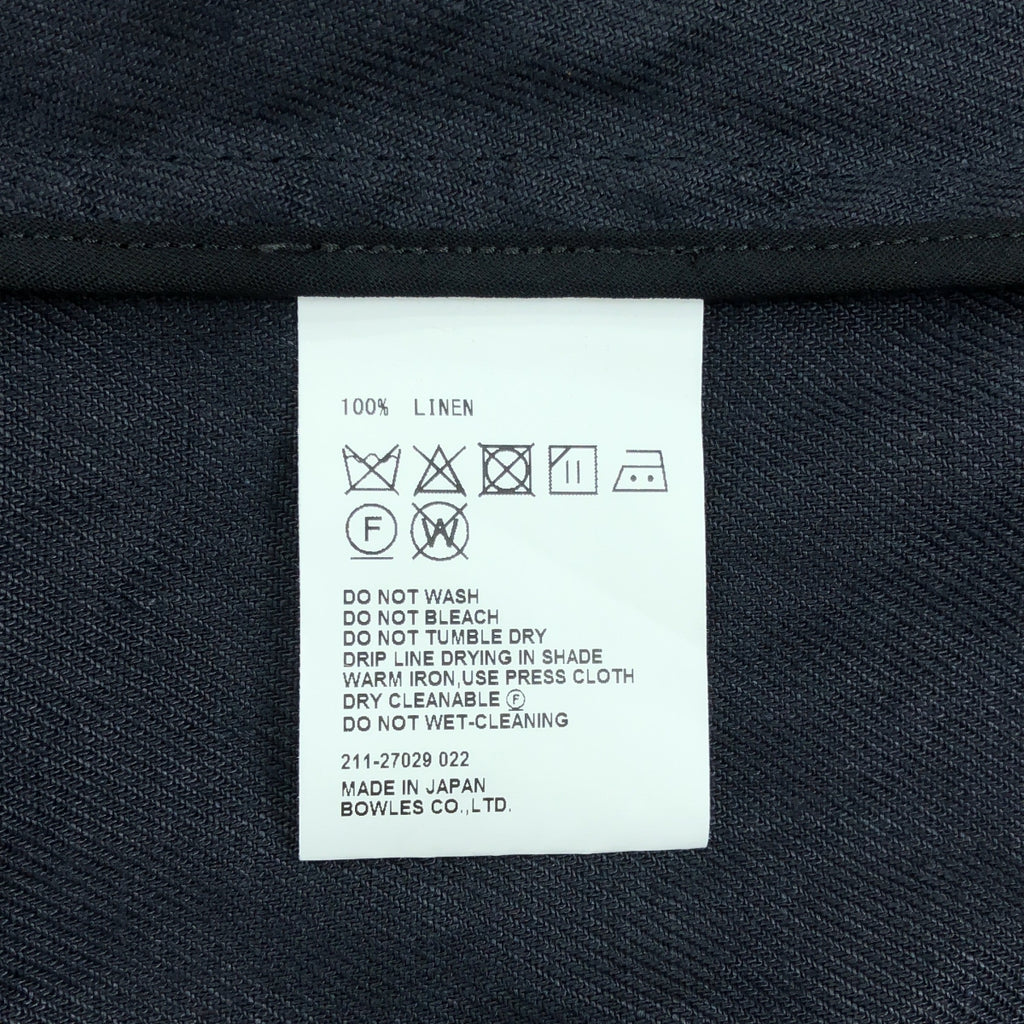 100% LINEN
F W
DO NOT WASH
DO NOT BLEACH
DO NOT TUMBLE DRY
DRIP LINE DRYING IN SHADE
WARM IRON,USE PRESS CLOTH
DRY CLEANABLE Ⓕ
DO NOT WET-CLEANING
211-27029 022
MADE IN JAPAN
BOWLES CO.,LTD.